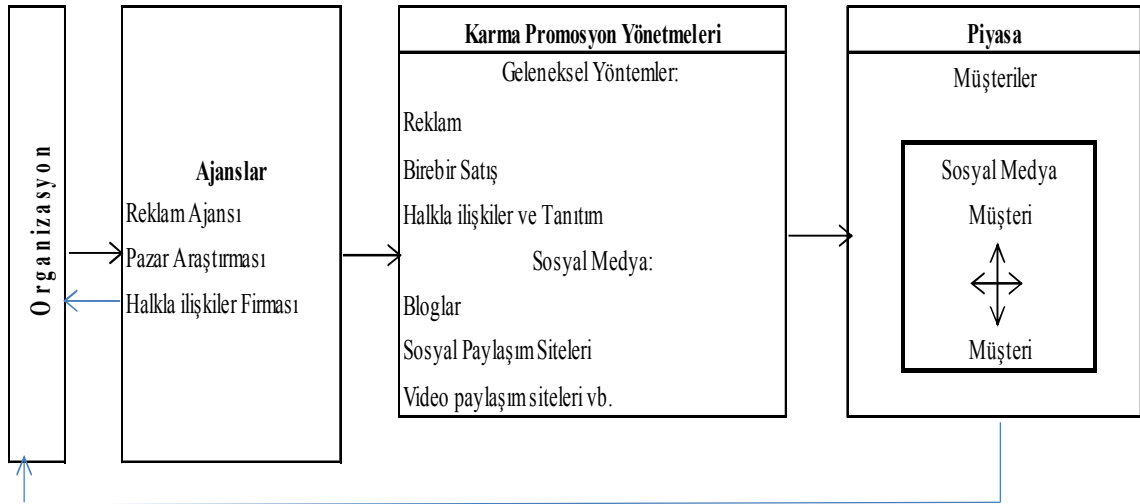 Organizasyon
Ajanslar
Reklam Ajansı
Pazar Araştırması
Halkla ilişkiler Firması
Karma Promosyon Yönetmeleri
Geleneksel Yöntemler:
Reklam
Birebir Satış
Halkla ilişkiler ve Tanıtım
Sosyal Medya:
Bloglar
Sosyal Paylaşım Siteleri
Video paylaşım siteleri vb.
Piyasa
Müşteriler
Sosyal Medya
Müşteri
Müşteri